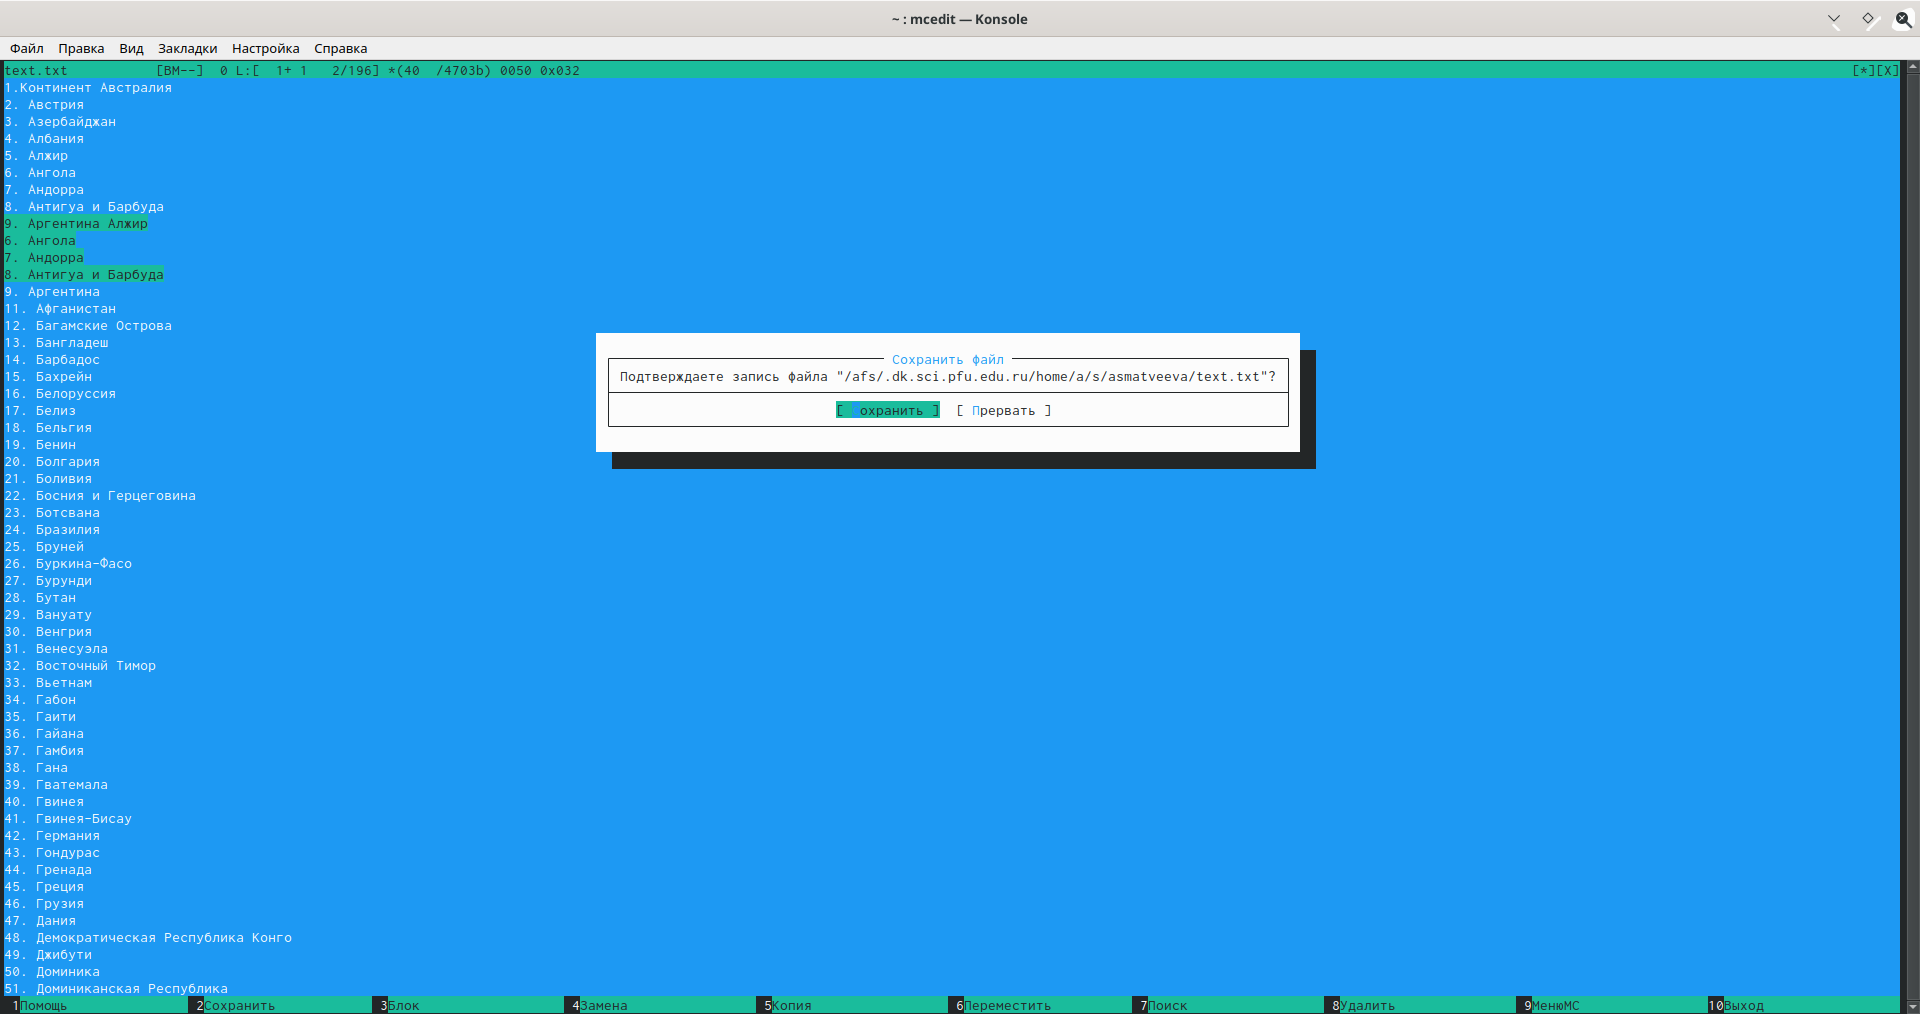 ~ : mcedit — Konsole
Файл Правка Вид Закладки Настройка Справка
text.txt [BM--] 0 L:[ 1+ 1 2/196] *(40 /4703b) 0050 0x032 [*][X]
1.Континент Австралия
2. Австрия
3. Азербайджан
4. Албания
5. Алжир
6. Ангола
7. Андорра
8. Антигуа и Барбуда
9. Аргентина Алжир
6. Ангола
7. Андорра
8. Антигуа и Барбуда
9. Аргентина
11. Афганистан
12. Багамские Острова
13. Бангладеш
14. Барбадос
15. Бахрейн
16. Белоруссия
17. Белиз
18. Бельгия
19. Бенин
20. Болгария
21. Боливия
22. Босния и Герцеговина
23. Ботсвана
24. Бразилия
25. Бруней
26. Буркина-Фасо
27. Бурунди
28. Бутан
29. Вануату
30. Венгрия
31. Венесуэла
32. Восточный Тимор
33. Вьетнам
34. Габон
35. Гаити
36. Гайана
37. Гамбия
38. Гана
39. Гватемала
40. Гвинея
41. Гвинея-Бисау
42. Германия
43. Гондурас
44. Гренада
45. Греция
46. Грузия
47. Дания
48. Демократическая Республика Конго
49. Джибути
50. Доминика
51. Доминиканская Республика
Сохранить файл
Подтверждаете запись файла "/afs/.dk.sci.pfu.edu.ru/home/a/s/asmatveeva/text.txt"?
[ Сохранить ] [ Прервать ]
1Помощь 2Сохранить 3Блок 4Замена 5Копия 6Переместить 7Поиск 8Удалить 9МенюMC 10Выход